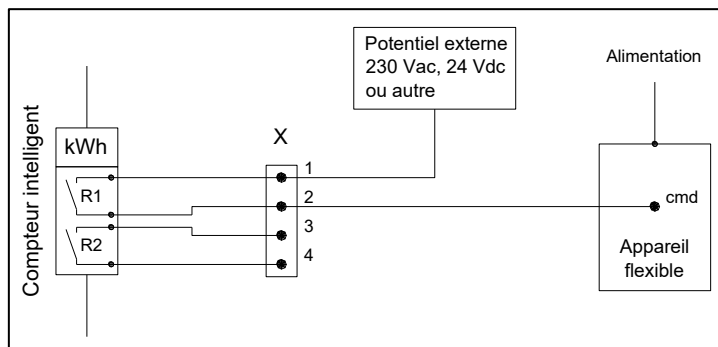 Compteur intelligent
kWh
R1
R2
X
1
2
3
4
Potentiel externe
230 Vac, 24 Vdc
ou autre
Alimentation
cmd
Appareil
flexible